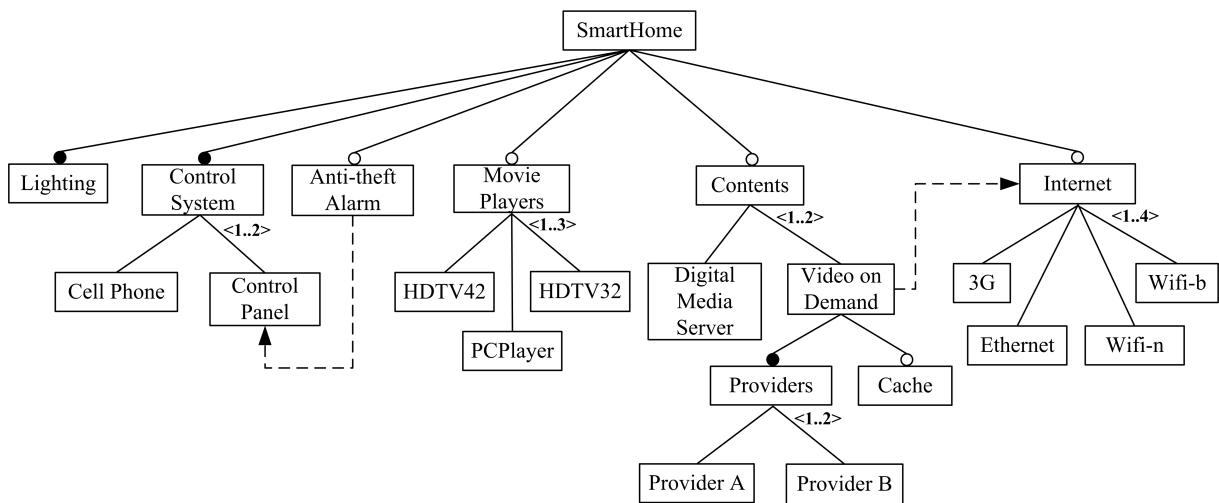 SmartHome
Lighting
Control
System
Anti-theft
Alarm
Movie
Players
Contents
Internet
<1..2>
<1..3>
<1..2>
<1..4>
Cell Phone
Control
Panel
HDTV42
HDTV32
PCPlayer
Digital
Media
Server
Video on
Demand
3G
Wifi-b
Ethernet
Wifi-n
Providers
Cache
<1..2>
Provider A
Provider B